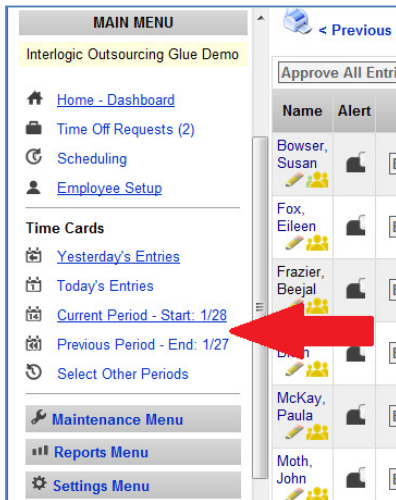 MAIN MENU
Interlogic Outsourcing Glue Demo
Home - Dashboard
Time Off Requests (2)
Scheduling
Employee Setup
Time Cards
Yesterday's Entries
Today's Entries
Current Period - Start: 1/28
Previous Period - End: 1/27
Select Other Periods
Maintenance Menu
Reports Menu
Settings Menu
< Previous
Approve All Entri
Name Alert
Bowser,
Susan
Fox,
Eileen
Frazier,
Beejal
McKay,
Paula
Moth,
John